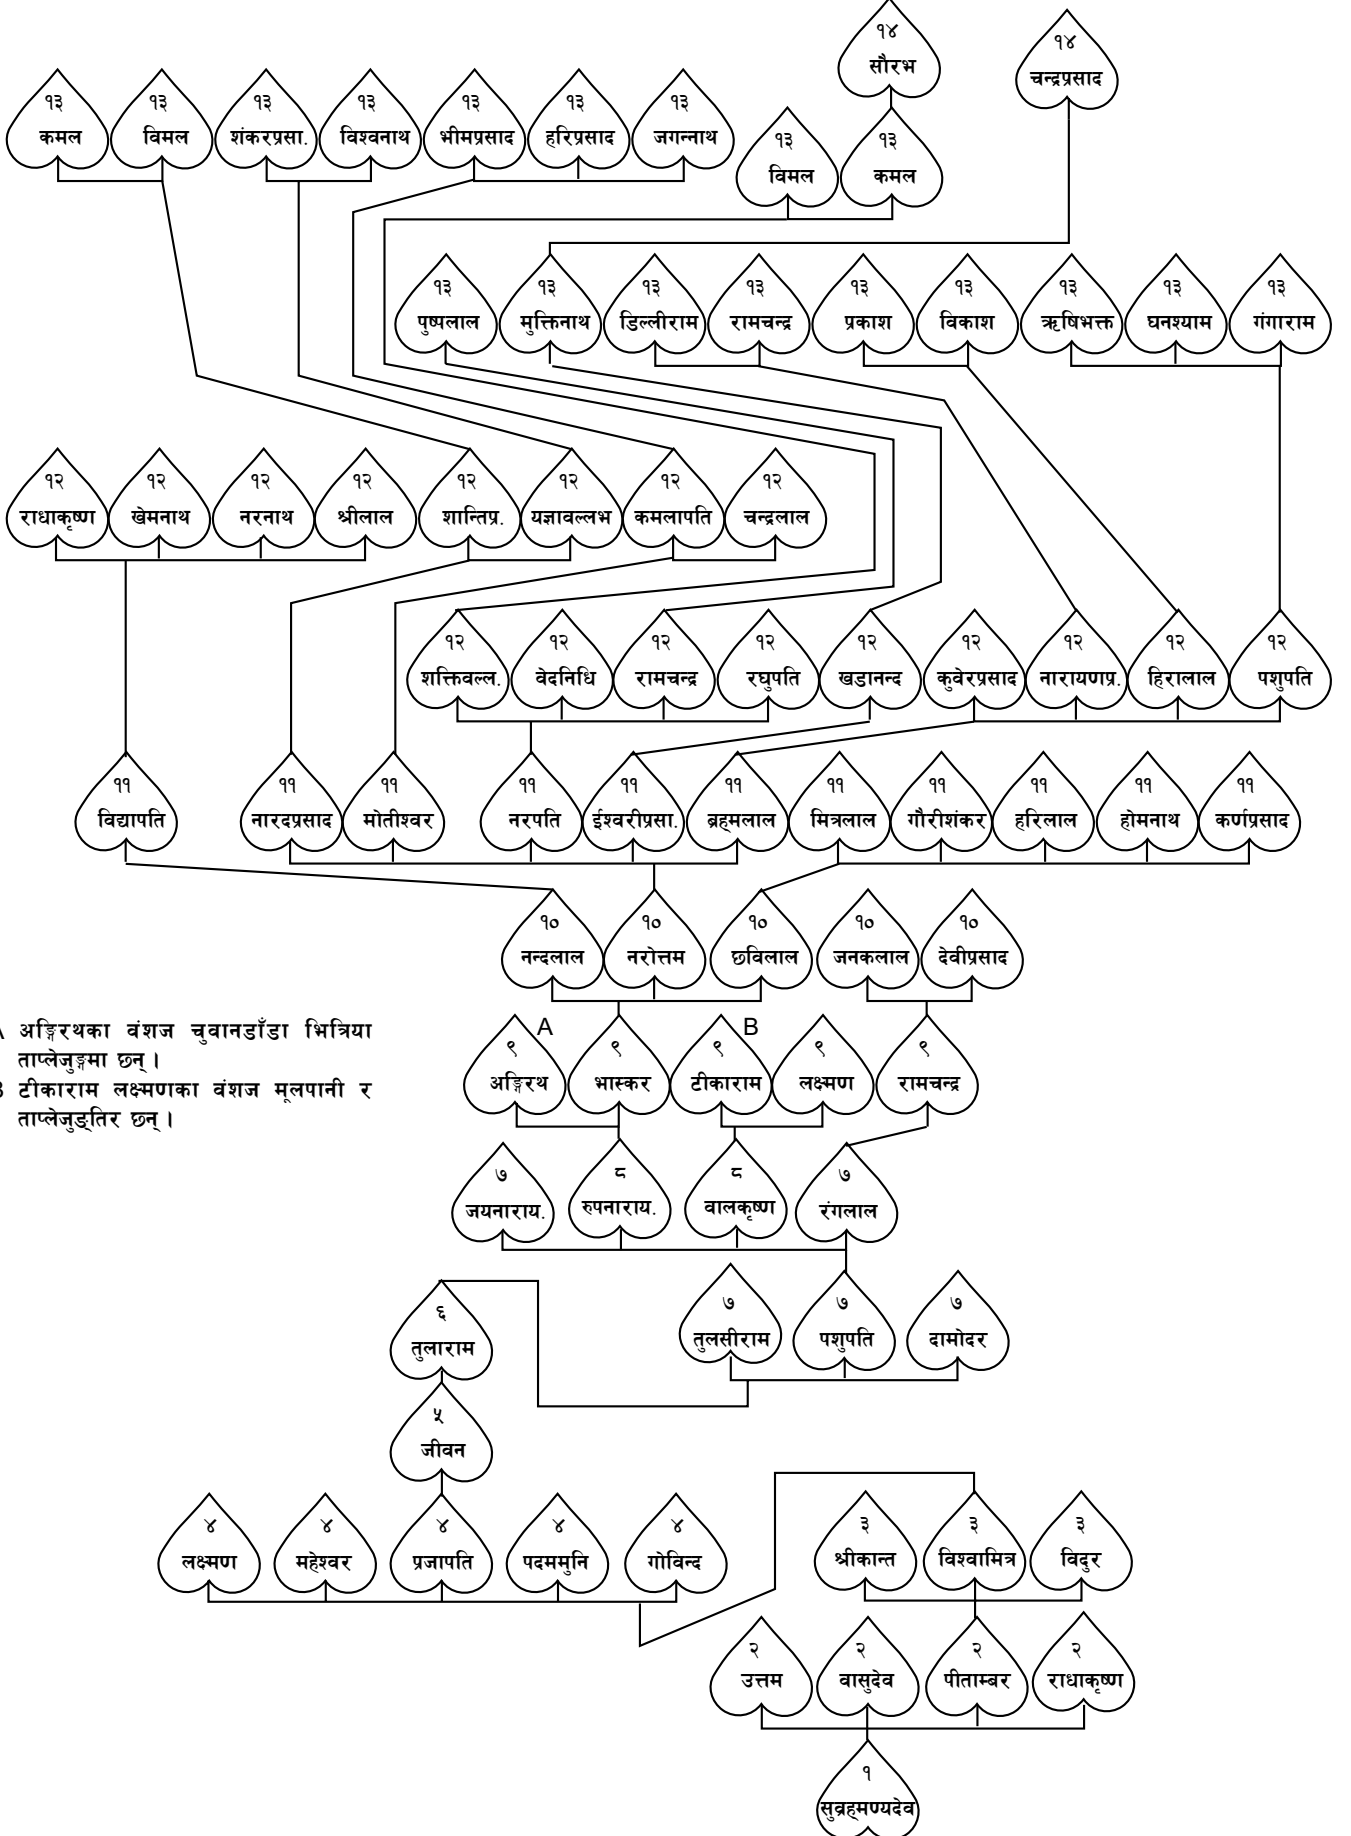 १४
सौरभ
१४
चन्द्रप्रसाद
१३ १३ १३ १३ १३ १३ १३
कमल विमल शंकरप्रसा. विश्वनाथ भीमप्रसाद हरिप्रसाद जगन्नाथ
१३ १३
विमल कमल
१३ १३ १३ १३ १३ १३ १३ १३ १३
पुष्पलाल मुक्तिनाथ डिल्लीराम रामचन्द्र प्रकाश विकाश ऋषिभक्त घनश्याम गंगाराम
१२ १२ १२ १२ १२ १२ १२ १२
राधाकृष्ण खेमनाथ नरनाथ श्रीलाल शान्तिप्र. यज्ञावल्लभ कमलापति चन्द्रलाल
१२ १२ १२ १२ १२ १२ १२ १२ १२
शक्तिवल्ल. वेदनिधि रामचन्द्र रघुपति खडानन्द कुवेरप्रसाद नारायणप्र. हिरालाल पशुपति
११ ११ ११ ११ ११ ११ ११ ११ ११ ११ ११
विद्यापति नारदप्रसाद मोतीश्वर नरपति ईश्वरीप्रसा. ब्रह्मलाल मित्रलाल गौरीशंकर हरिलाल होमनाथ कर्णप्रसाद
१० १० १० १० १०
नन्दलाल नरोत्तम छविलाल जनकलाल देवीप्रसाद
A B
९ ९ ९ ९ ९
अङ्गिरथ भास्कर टीकाराम लक्ष्मण रामचन्द्र
A अङ्गिरथका वंशज चुवानडाँडा भित्रिया
ताप्लेजुङ्गमा छन् ।
B टीकाराम लक्ष्मणका वंशज मूलपानी र
ताप्लेजुङ्तिर छन् ।
७ ८ ८ ७
जयनाराय. रुपनाराय. वालकृष्ण रंगलाल
७ ७ ७
तुलसीराम पशुपति दामोदर
६
तुलाराम
५
जीवन
४ ४ ४ ४ ४
लक्ष्मण महेश्वर प्रजापति पदममुनि गोविन्द
३ ३ ३
श्रीकान्त विश्वामित्र विदुर
२ २ २ २
उत्तम वासुदेव पीताम्बर राधाकृष्ण
१
सुव्रह्मण्यदेव